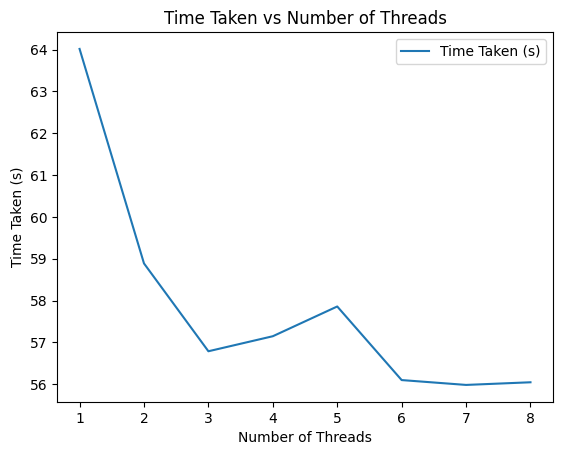 Time Taken vs Number of Threads
Time Taken (s)
64
63
62
61
60
59
58
57
56
Time Taken (s)
1 2 3 4 5 6 7 8
Number of Threads